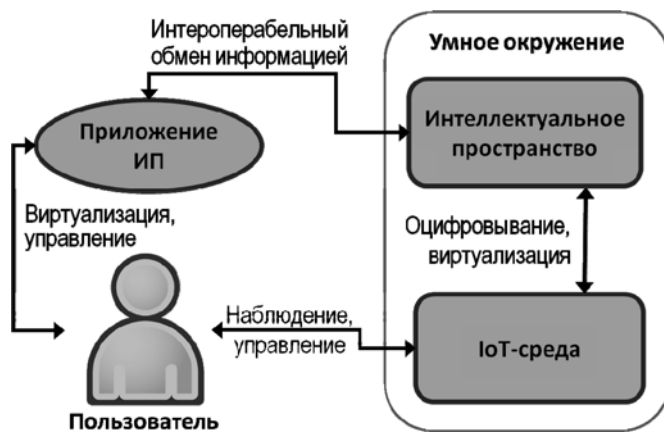 Интероперабельный
обмен информацией
Умное окружение
Приложение
ИП
Интеллектуальное
пространство
Виртуализация,
управление
Оцифровывание,
виртуализация
Наблюдение,
управление
IoT-среда
Пользователь